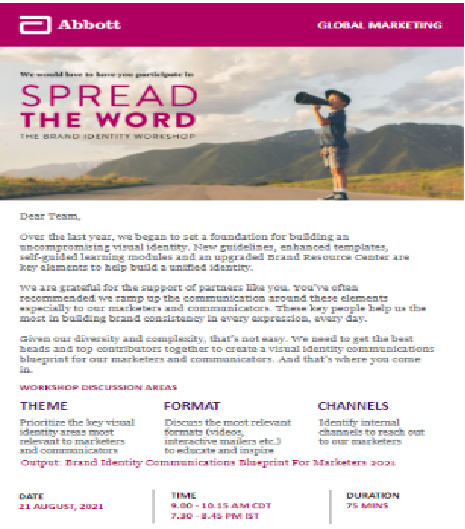 Abbott
GLOBAL MARKETING
We would love to have you participate in
SPREAD
THE WORD
THE BRAND IDENTITY WORKSHOP
Dear Team,
Over the last year, we began to set a foundation for building an
uncompromising visual identity. New guidelines, enhanced templates,
self-guided learning modules and an upgraded Brand Resource Center are
key elements to help build a unified identity.
We are grateful for the support of partners like you. You've often
recommended we ramp up the communication around these elements
especially to our marketers and communicators. These key people help us the
most in building brand consistency in every expression, every day.
Given our diversity and complexity, that's not easy. We need to get the best
heads and top contributors together to create a visual identity communications
blueprint for our marketers and communicators. And that's where you come
in.
WORKSHOP DISCUSSION AREAS
THEME
Prioritize the key visual
identity areas most
relevant to marketers
and communicators
FORMAT
Discuss the most relevant
formats (videos,
interactive mailers etc.)
to educate and inspire
CHANNELS
Identify internal
channels to reach out
to our marketers
Output: Brand Identity Communications Blueprint For Marketers 2021
DATE
21 AUGUST, 2021
TIME
9.00 - 10.15 AM CDT
7.30 - 8.45 PM IST
DURATION
75 MINS